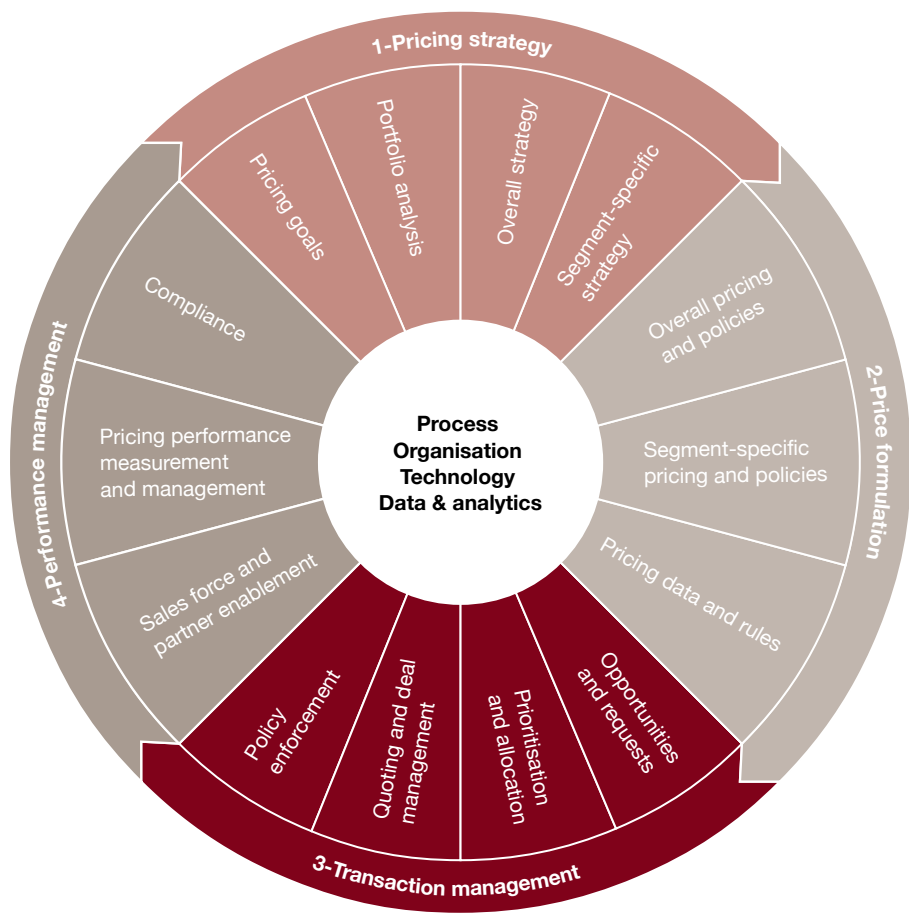 1-Pricing strategy
Pricing goals
Portfolio analysis
Overall strategy
Segment-specific
strategy
2-Price formulation
Overall pricing
and policies
Segment-specific
pricing and policies
Pricing data and rules
3-Transaction management
Opportunities
and requests
Prioritisation
and allocation
Quoting and deal
management
Policy
enforcement
4-Performance management
Sales force and
partner enablement
Pricing performance
measurement
and management
Compliance
Process
Organisation
Technology
Data & analytics